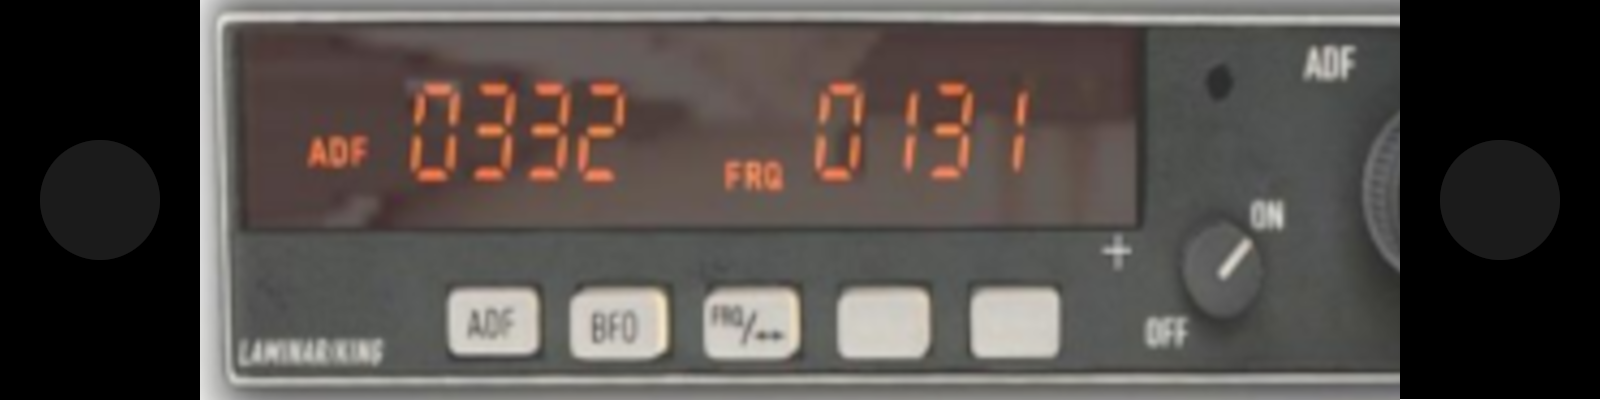 ADF
ADF 0332 FRQ 0131
ON
ADF BFO FRQ/↔
OFF
LAMINAR/KING